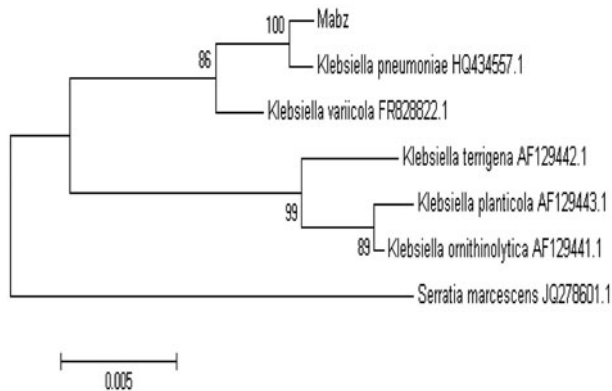 Mabz
100
Klebsiella pneumoniae HQ434557.1
86
Klebsiella variicola FR828822.1
Klebsiella terrigena AF129442.1
99
Klebsiella planticola AF129443.1
89
Klebsiella ornithinolytica AF129441.1
Serratia marcescens JQ278601.1
0.005